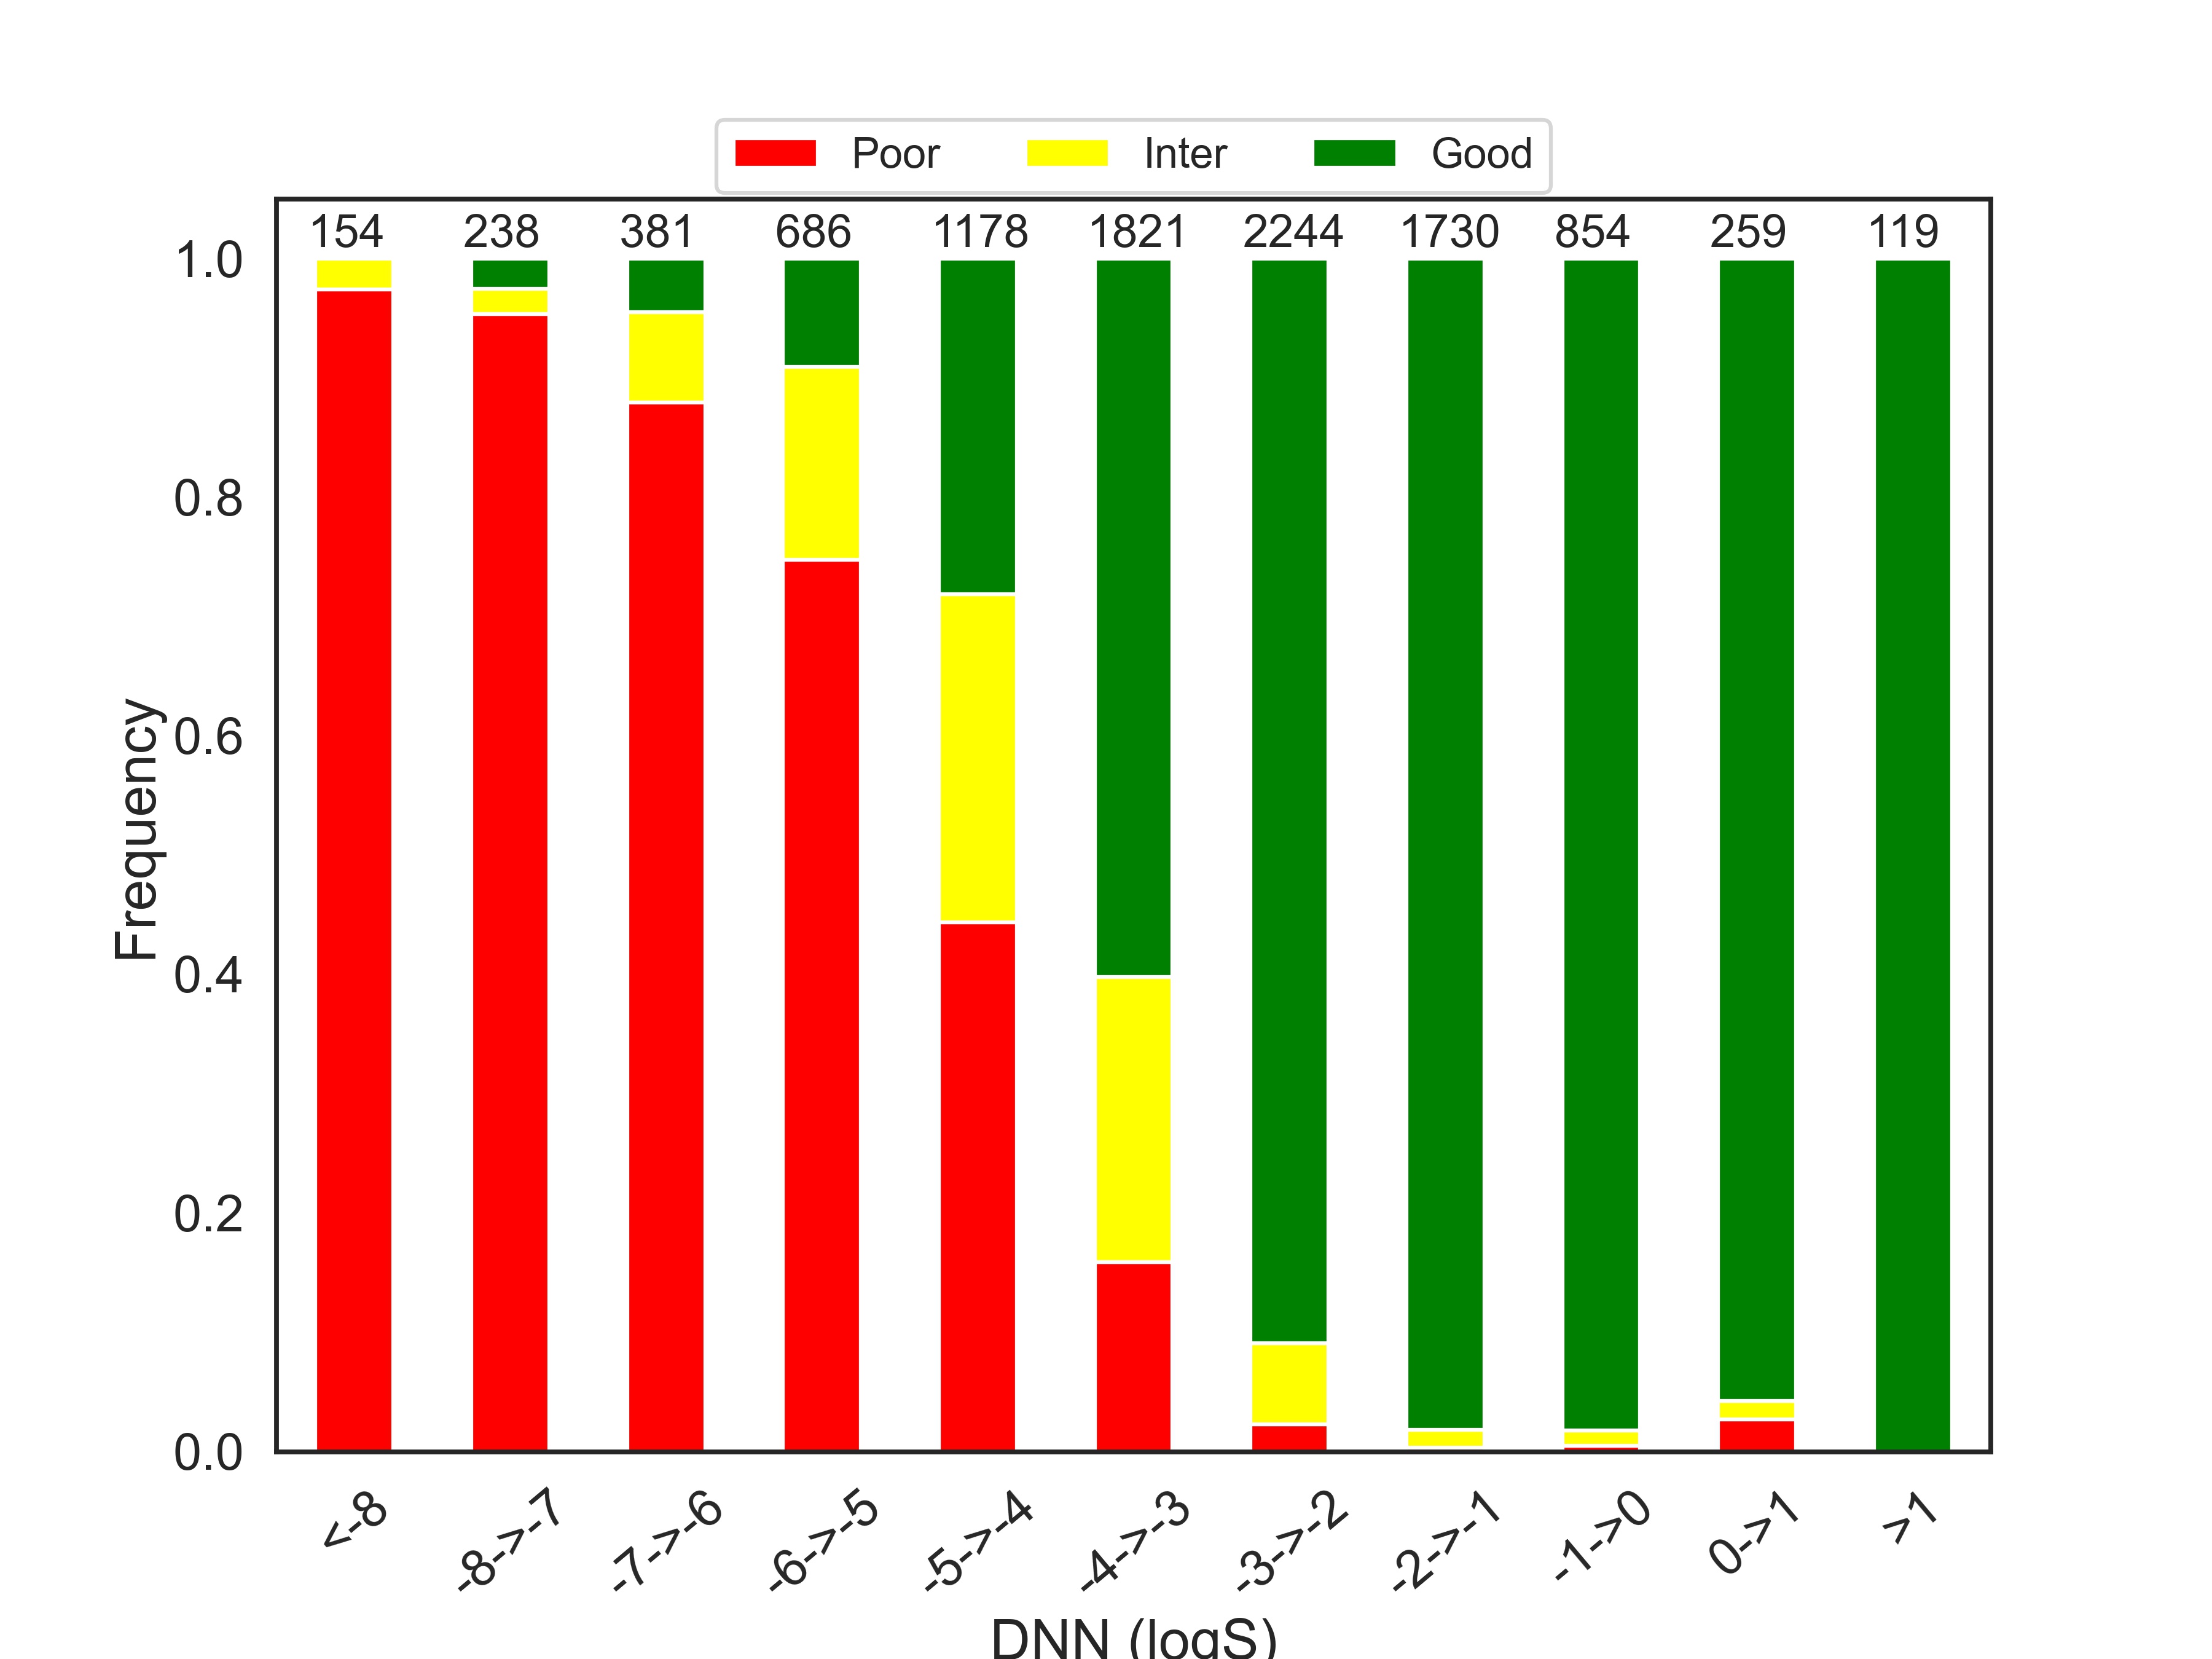 Poor Inter Good
154 238 381 686 1178 1821 2244 1730 854 259 119
1.0
0.8
0.6
0.4
0.2
0.0
Frequency
<-8 -8->-7 -7->-6 -6->-5 -5->-4 -4->-3 -3->-2 -2->-1 -1->0 0->1 >1
DNN (logS)